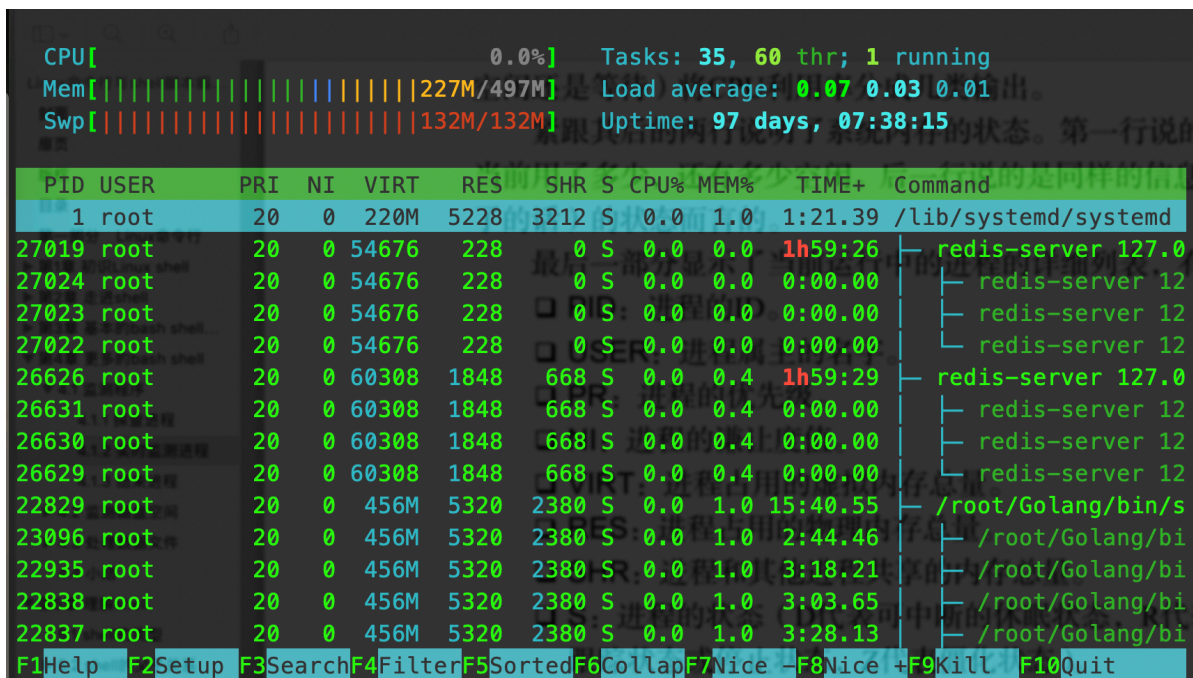 CPU[ 0.0%] Tasks: 35, 60 thr; 1 running
Mem[||||||||||||||||||||||227M/497M] Load average: 0.07 0.03 0.01
Swp[||||||||||||||||||||||132M/132M] Uptime: 97 days, 07:38:15
PID USER PRI NI VIRT RES SHR S CPU% MEM% TIME+ Command
1 root 20 0 220M 5228 3212 S 0.0 1.0 1:21.39 /lib/systemd/systemd
27019 root 20 0 54676 228 0 S 0.0 0.0 1h59:26 ├─ redis-server 127.0
27024 root 20 0 54676 228 0 S 0.0 0.0 0:00.00 │ ├─ redis-server 12
27023 root 20 0 54676 228 0 S 0.0 0.0 0:00.00 │ ├─ redis-server 12
27022 root 20 0 54676 228 0 S 0.0 0.0 0:00.00 │ └─ redis-server 12
26626 root 20 0 60308 1848 668 S 0.0 0.4 1h59:29 ├─ redis-server 127.0
26631 root 20 0 60308 1848 668 S 0.0 0.4 0:00.00 │ ├─ redis-server 12
26630 root 20 0 60308 1848 668 S 0.0 0.4 0:00.00 │ ├─ redis-server 12
26629 root 20 0 60308 1848 668 S 0.0 0.4 0:00.00 │ └─ redis-server 12
22829 root 20 0 456M 5320 2380 S 0.0 1.0 15:40.55 ├─ /root/Golang/bin/s
23096 root 20 0 456M 5320 2380 S 0.0 1.0 2:44.46 │ ├─ /root/Golang/bi
22935 root 20 0 456M 5320 2380 S 0.0 1.0 3:18.21 │ ├─ /root/Golang/bi
22838 root 20 0 456M 5320 2380 S 0.0 1.0 3:03.65 │ ├─ /root/Golang/bi
22837 root 20 0 456M 5320 2380 S 0.0 1.0 3:28.13 │ ├─ /root/Golang/bi
F1Help F2Setup F3SearchF4FilterF5SortedF6CollapF7Nice -F8Nice +F9Kill F10Quit